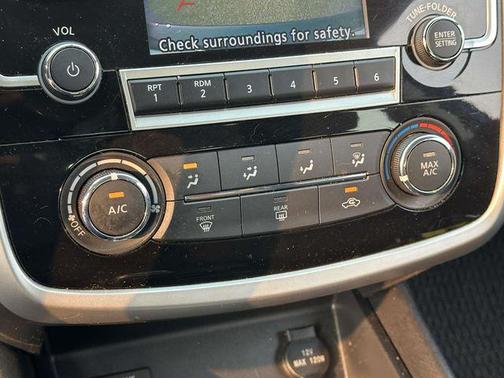 Check surroundings for safety.
VOL
TUNE·FOLDER
ENTER
SETTING
RPT
1
RDM
2
3
4
5
6
A/C
OFF
MAX
A/C
FRONT
REAR
12V
MAX 120W